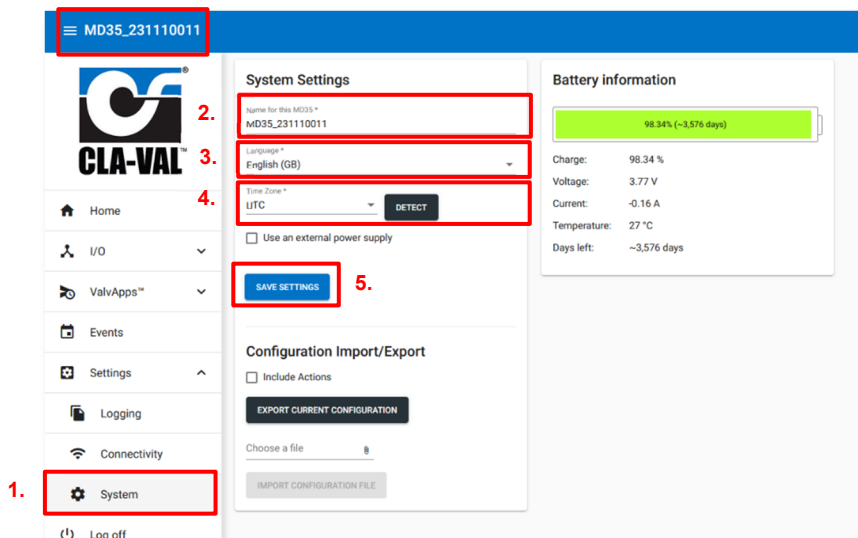 MD35_231110011
CLA-VAL™
®
Home
I/O
ValvApps™
Events
Settings
Logging
Connectivity
1.
System
Log off
System Settings
2.
Name for this MD35 *
MD35_231110011
3.
Language *
English (GB)
4.
Time Zone *
UTC
DETECT
Use an external power supply
SAVE SETTINGS
5.
Configuration Import/Export
Include Actions
EXPORT CURRENT CONFIGURATION
Choose a file
IMPORT CONFIGURATION FILE
Battery information
98.34% (~3,576 days)
Charge: 98.34 %
Voltage: 3.77 V
Current: -0.16 A
Temperature: 27 °C
Days left: ~3,576 days